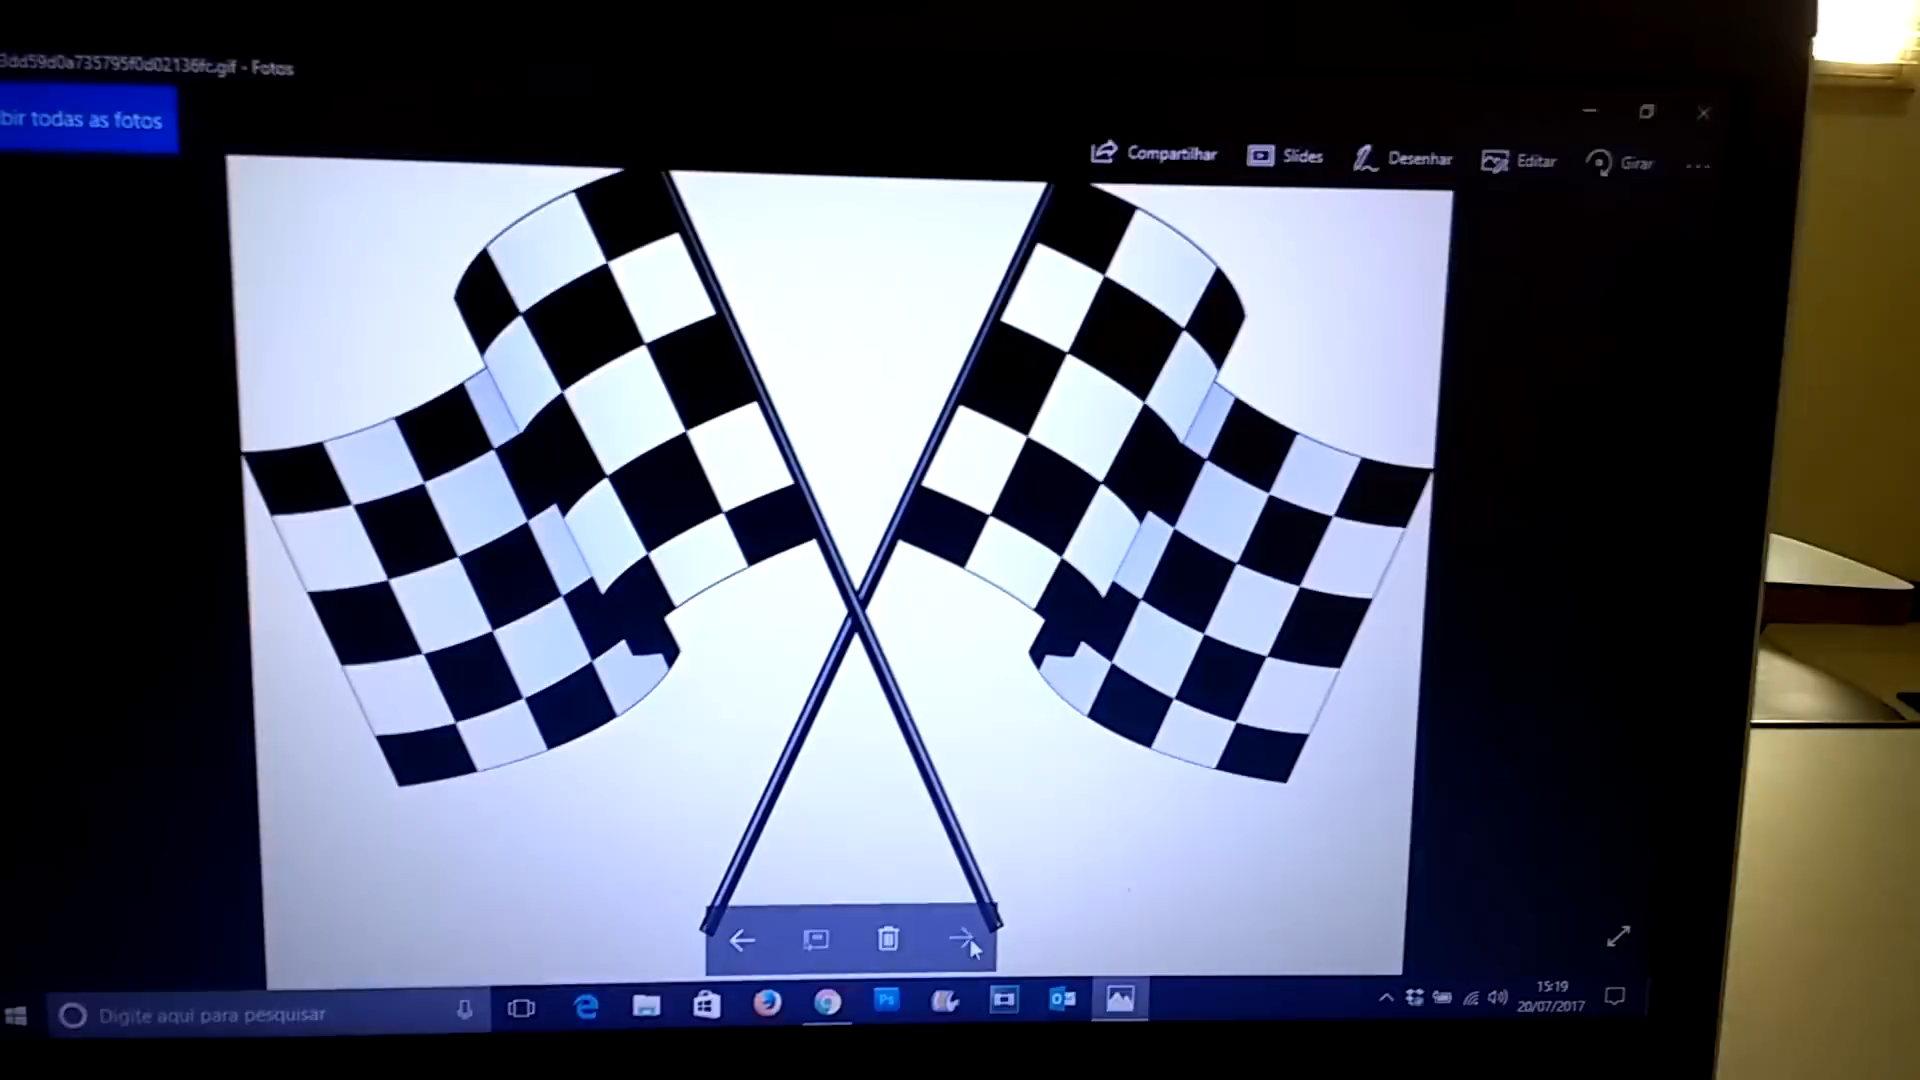 3dd59d0a735795f0d02136fc.gif - Fotos
bir todas as fotos
Compartilhar
Slides
Desenhar
Editar
Girar
Digite aqui para pesquisar
Ps
15:19
20/07/2017